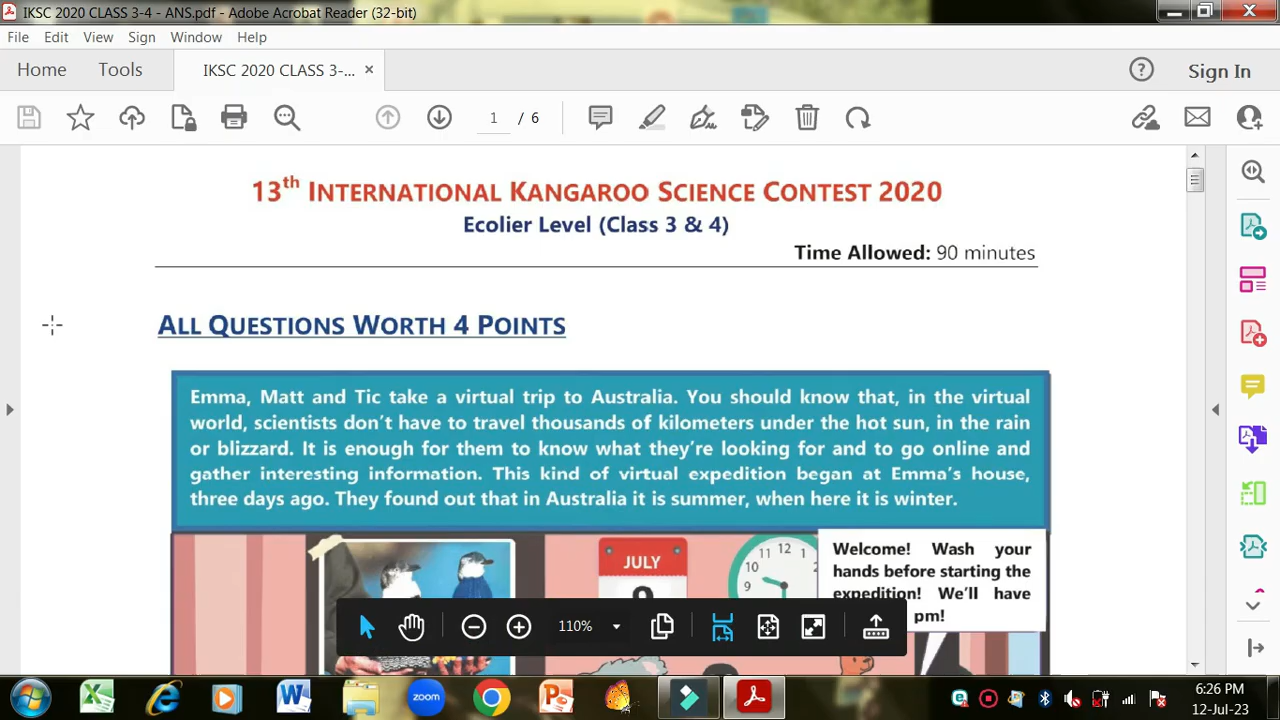 IKSC 2020 CLASS 3-4 - ANS.pdf - Adobe Acrobat Reader (32-bit)
File Edit View Sign Window Help
Home Tools IKSC 2020 CLASS 3-... × Sign In
1 / 6
13th INTERNATIONAL KANGAROO SCIENCE CONTEST 2020
Ecolier Level (Class 3 & 4)
Time Allowed: 90 minutes
ALL QUESTIONS WORTH 4 POINTS
Emma, Matt and Tic take a virtual trip to Australia. You should know that, in the virtual
world, scientists don't have to travel thousands of kilometers under the hot sun, in the rain
or blizzard. It is enough for them to know what they're looking for and to go online and
gather interesting information. This kind of virtual expedition began at Emma's house,
three days ago. They found out that in Australia it is summer, when here it is winter.
JULY
9
11 12 1
10
9
Welcome! Wash your
hands before starting the
expedition! We'll have
pm!
110%
zoom
6:26 PM
12-Jul-23